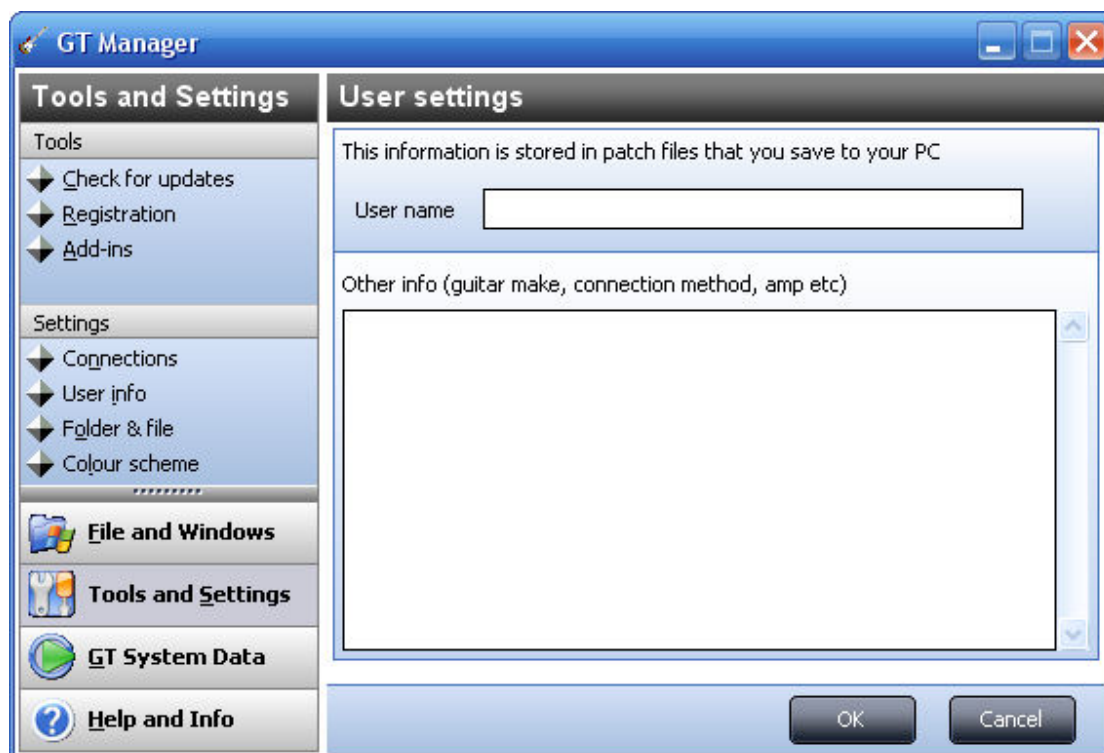 GT Manager
Tools and Settings
Tools
Check for updates
Registration
Add-ins
Settings
Connections
User info
Folder & file
Colour scheme
File and Windows
Tools and Settings
GT System Data
Help and Info
User settings
This information is stored in patch files that you save to your PC
User name
Other info (guitar make, connection method, amp etc)
OK
Cancel